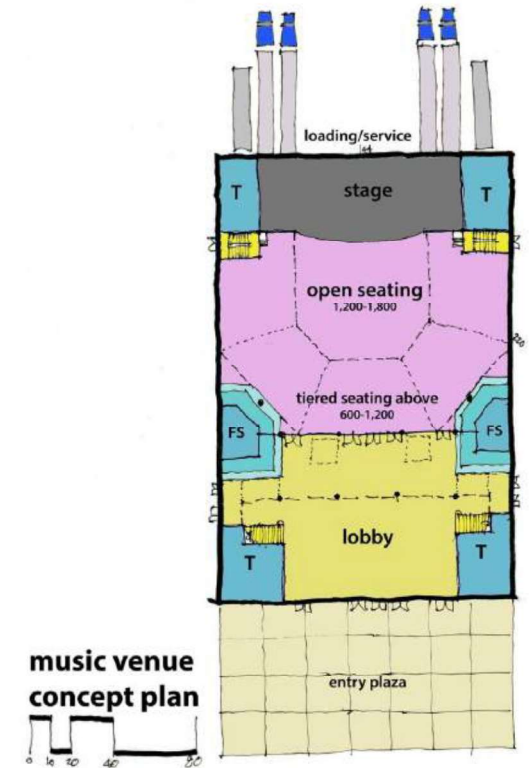 loading/service
T
stage
T
open seating
1,200-1,800
tiered seating above
600-1,200
FS
FS
lobby
T
T
music venue
concept plan
entry plaza
0 10 20 40 80